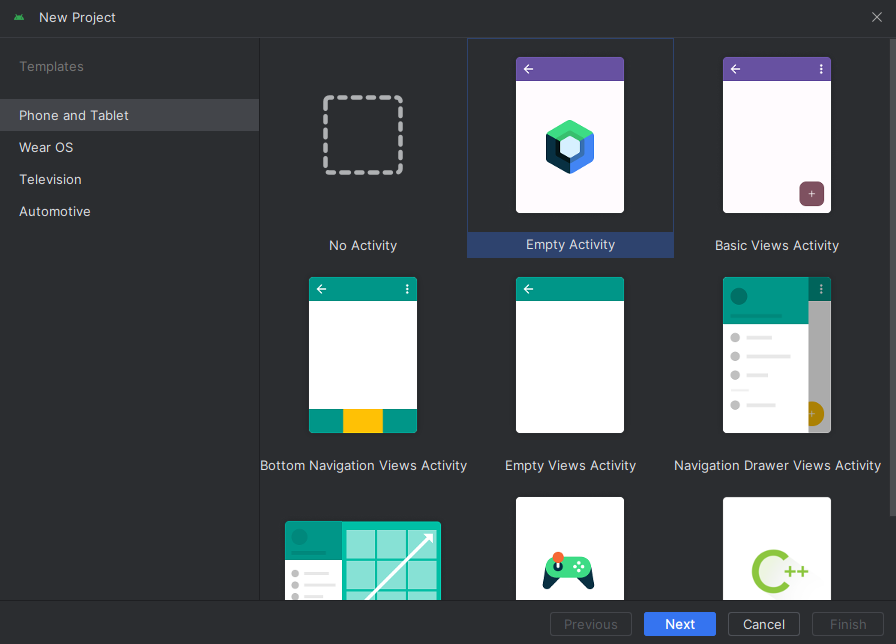 New Project
Templates
Phone and Tablet
Wear OS
Television
Automotive
No Activity
Empty Activity
Basic Views Activity
Bottom Navigation Views Activity
Empty Views Activity
Navigation Drawer Views Activity
C++
Previous
Next
Cancel
Finish